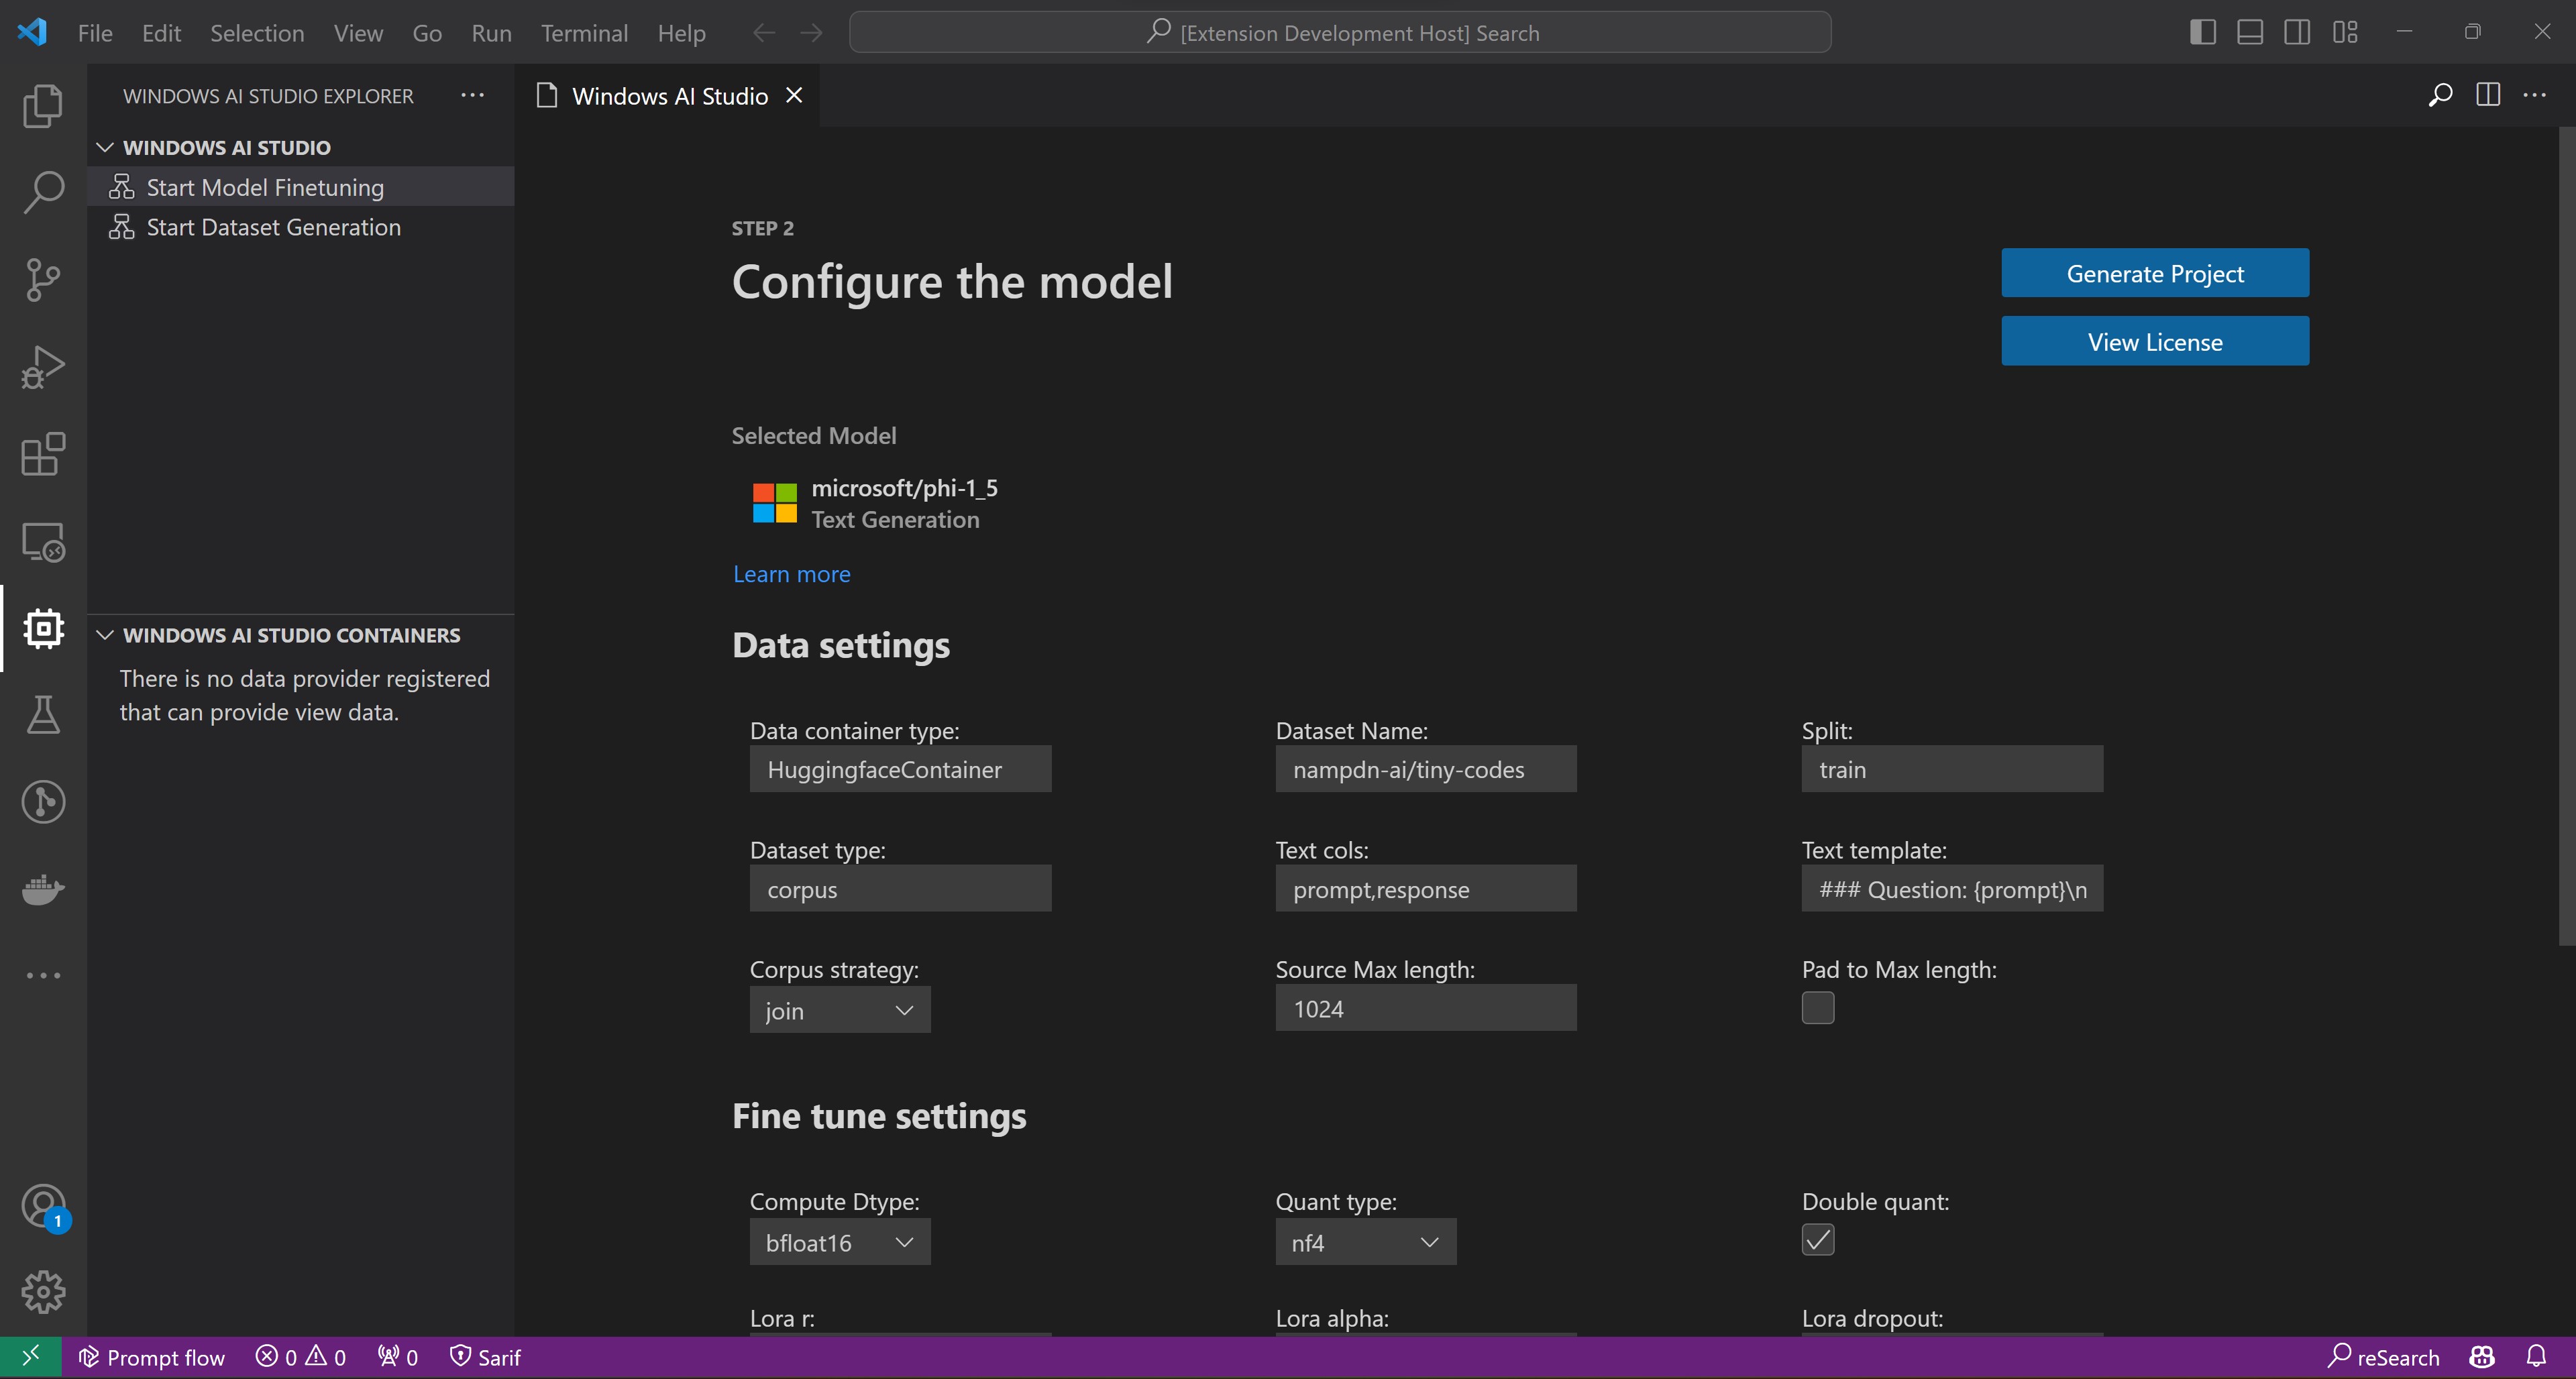 File Edit Selection View Go Run Terminal Help
[Extension Development Host] Search
WINDOWS AI STUDIO EXPLORER
WINDOWS AI STUDIO
Start Model Finetuning
Start Dataset Generation
WINDOWS AI STUDIO CONTAINERS
There is no data provider registered
that can provide view data.
1
Windows AI Studio
STEP 2
Configure the model
Generate Project
View License
Selected Model
microsoft/phi-1_5
Text Generation
Learn more
Data settings
Data container type: Dataset Name: Split:
HuggingfaceContainer nampdn-ai/tiny-codes train
Dataset type: Text cols: Text template:
corpus prompt,response ### Question: {prompt}\n
Corpus strategy: Source Max length: Pad to Max length:
join 1024
Fine tune settings
Compute Dtype: Quant type: Double quant:
bfloat16 nf4
Lora r: Lora alpha: Lora dropout:
Prompt flow 0 0 0 Sarif reSearch